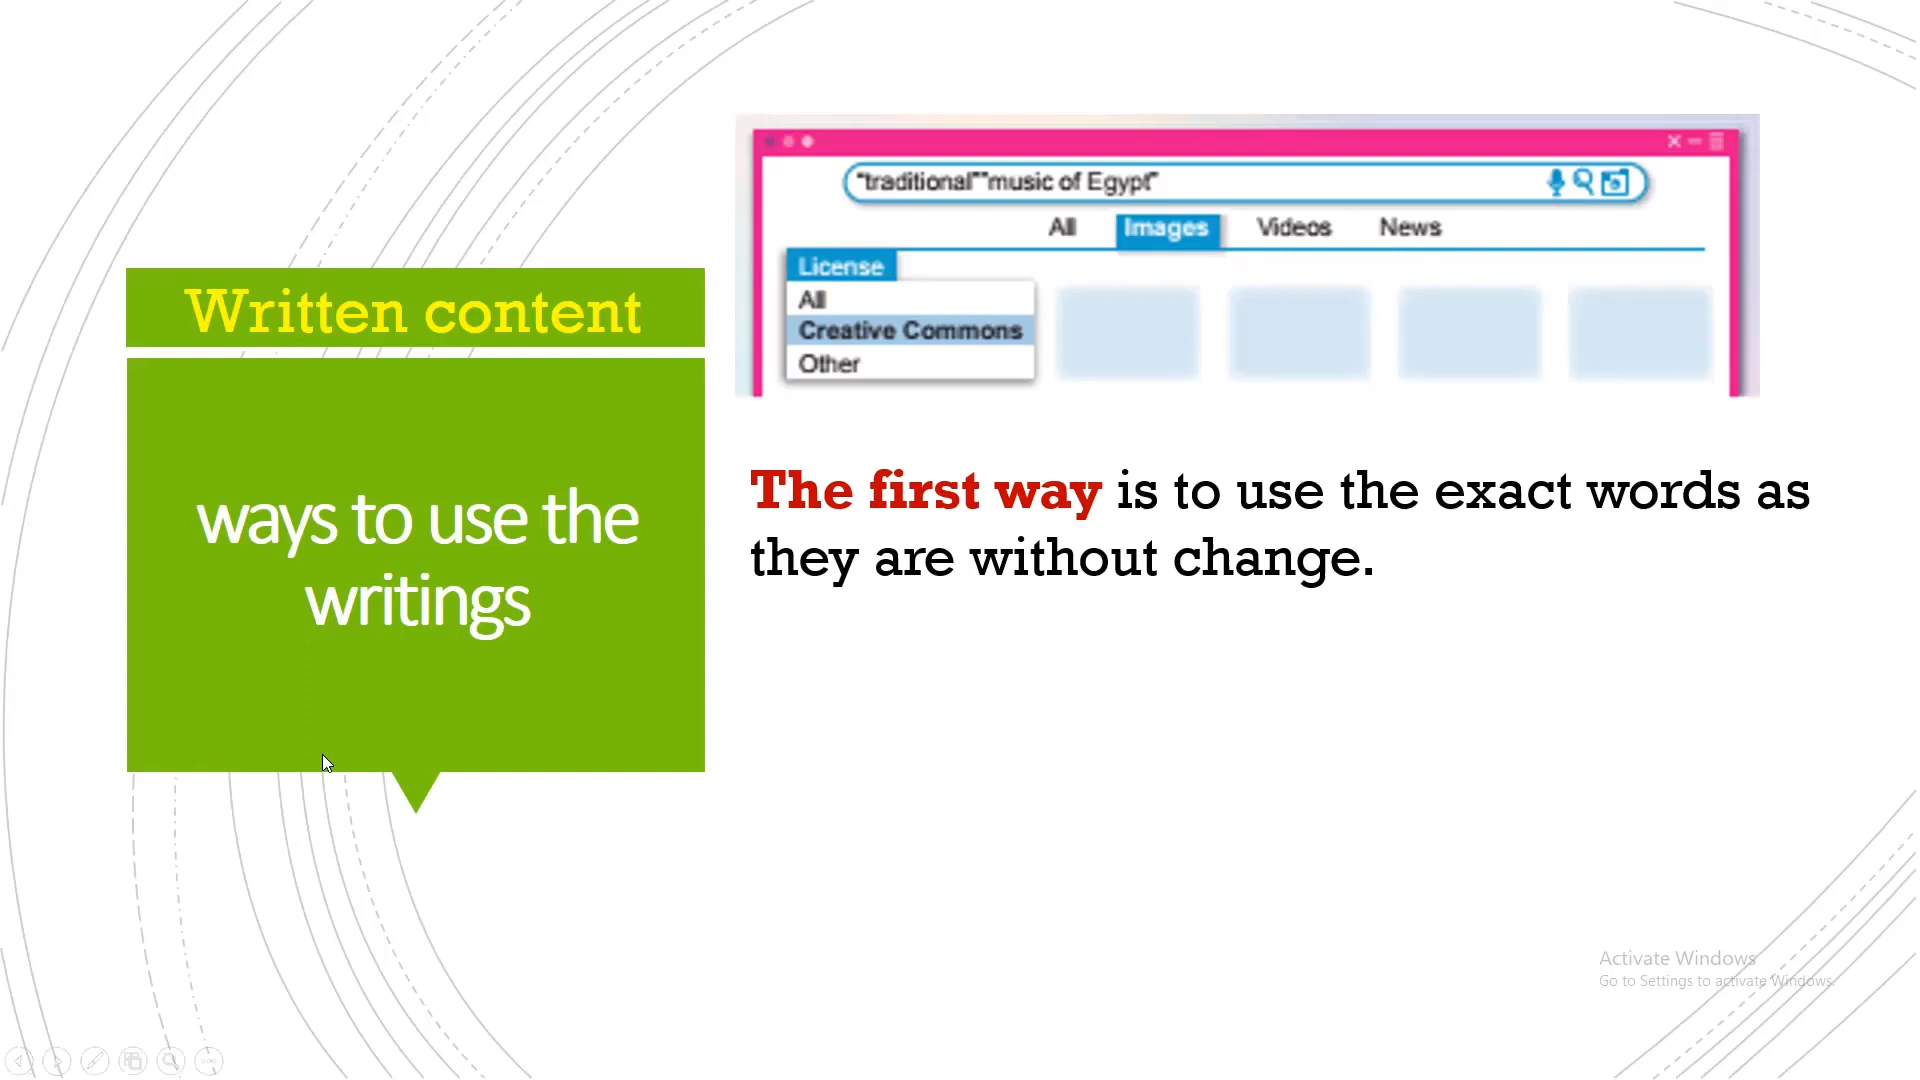 Written content
ways to use the
writings
"traditional""music of Egypt"
All Images Videos News
License
All
Creative Commons
Other
The first way is to use the exact words as
they are without change.
Activate Windows
Go to Settings to activate Windows.